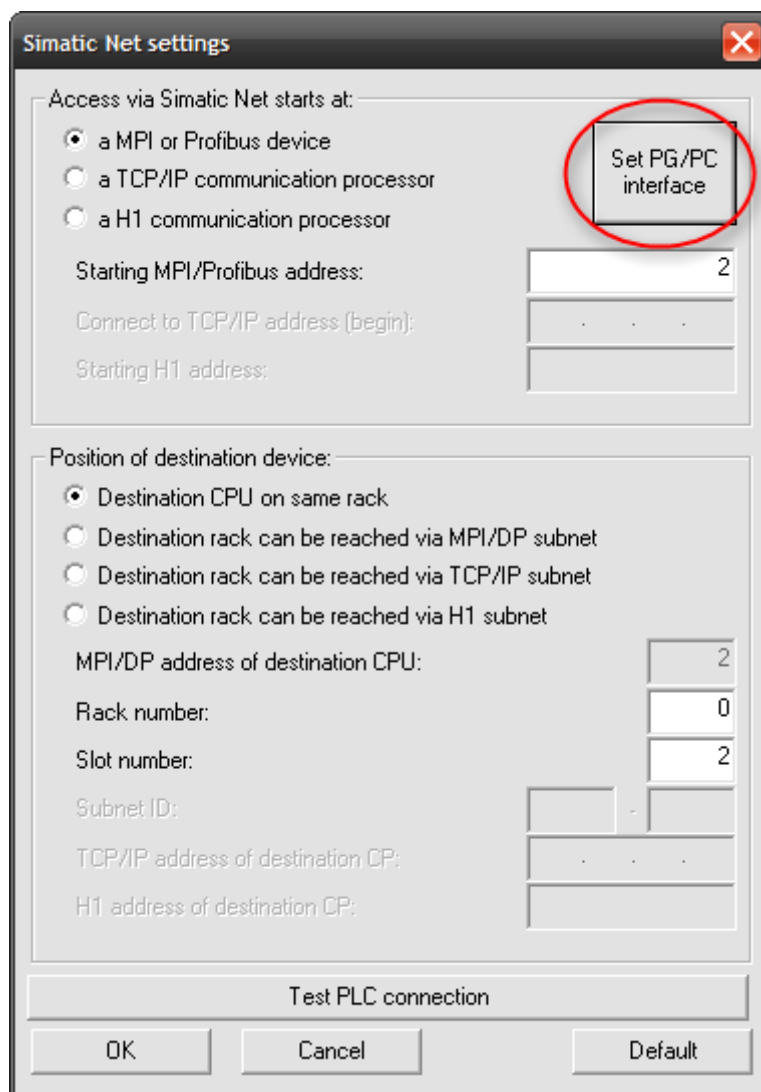 Simatic Net settings
Access via Simatic Net starts at:
a MPI or Profibus device
a TCP/IP communication processor
a H1 communication processor
Set PG/PC
interface
Starting MPI/Profibus address:
2
Connect to TCP/IP address (begin):
. . .
Starting H1 address:
Position of destination device:
Destination CPU on same rack
Destination rack can be reached via MPI/DP subnet
Destination rack can be reached via TCP/IP subnet
Destination rack can be reached via H1 subnet
MPI/DP address of destination CPU:
2
Rack number:
0
Slot number:
2
Subnet ID:
-
TCP/IP address of destination CP:
. . .
H1 address of destination CP:
Test PLC connection
OK
Cancel
Default